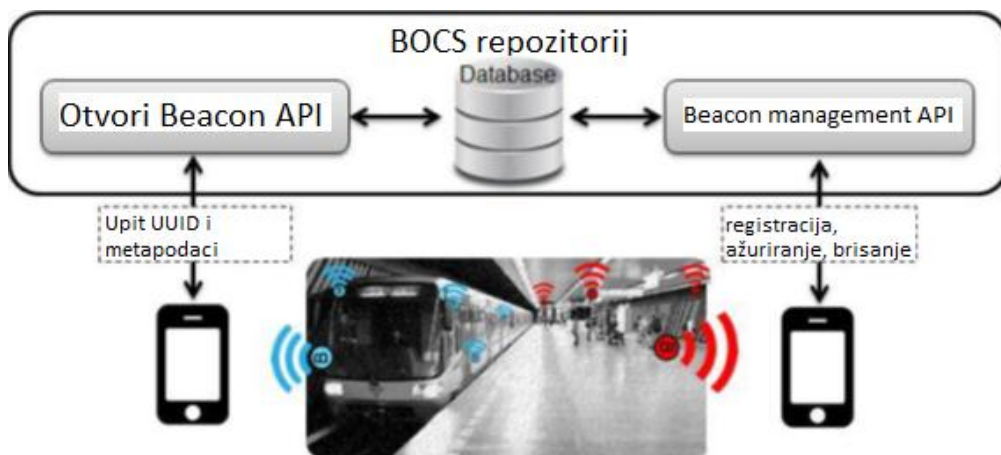 BOCS repozitorij
Database
Otvori Beacon API
Beacon management API
Upit UUID i
metapodaci
registracija,
ažuriranje, brisanje